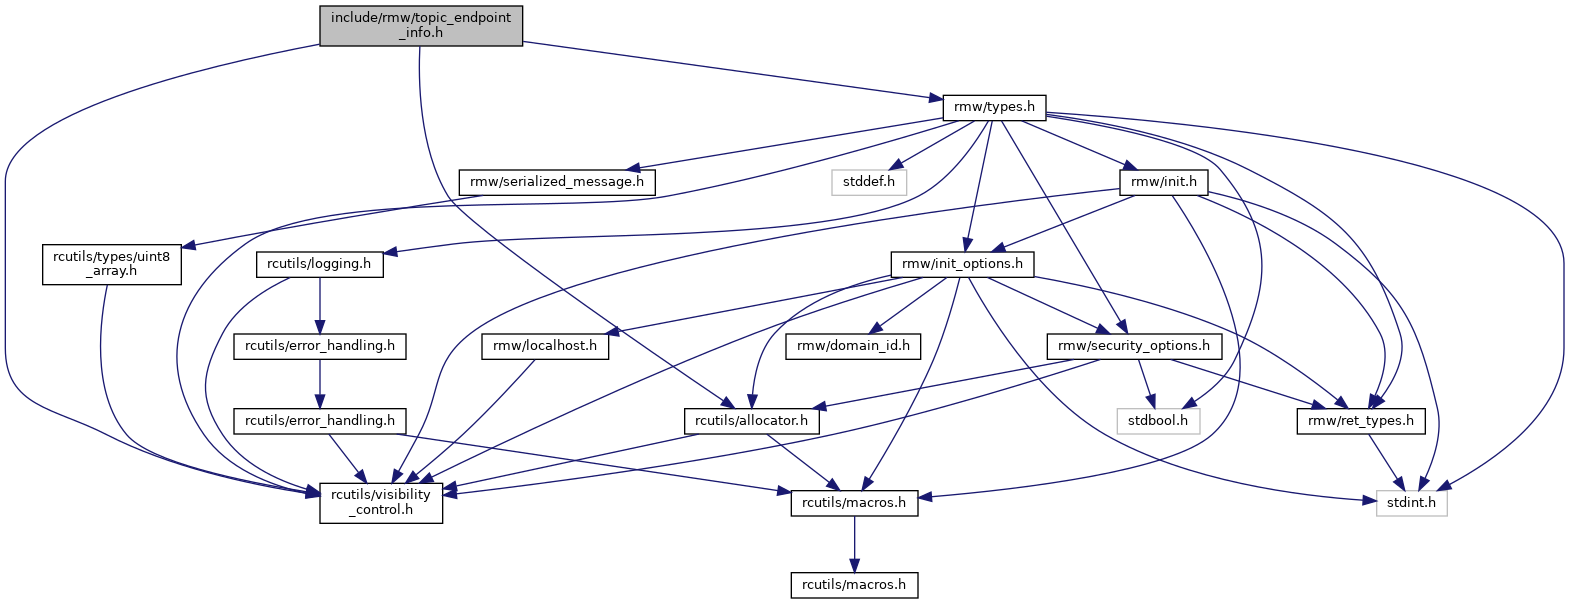 include/rmw/topic_endpoint
_info.h
rmw/types.h
rmw/serialized_message.h
stddef.h
rmw/init.h
rcutils/types/uint8
_array.h
rcutils/logging.h
rmw/init_options.h
rcutils/error_handling.h
rmw/localhost.h
rmw/domain_id.h
rmw/security_options.h
rcutils/error_handling.h
rcutils/allocator.h
stdbool.h
rmw/ret_types.h
rcutils/visibility
_control.h
rcutils/macros.h
stdint.h
rcutils/macros.h